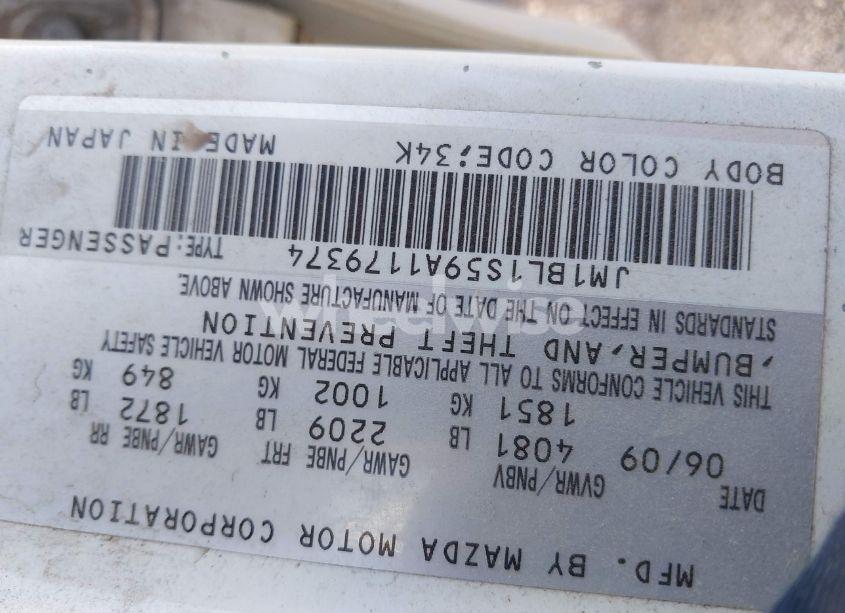 MFD. BY MAZDA MOTOR CORPORATION
DATE GVWR/PNBV GAWR/PNBE FRT GAWR/PNBE RR
06/09 4081 LB 2209 LB 1872 LB
1851 KG 1002 KG 849 KG
THIS VEHICLE CONFORMS TO ALL APPLICABLE FEDERAL MOTOR VEHICLE SAFETY
,BUMPER,AND THEFT PREVENTION
STANDARDS IN EFFECT ON THE DATE OF MANUFACTURE SHOWN ABOVE.
JM1BL1S59A1179374 TYPE:PASSENGER
BODY COLOR CODE:34K MADE IN JAPAN
wheelwise